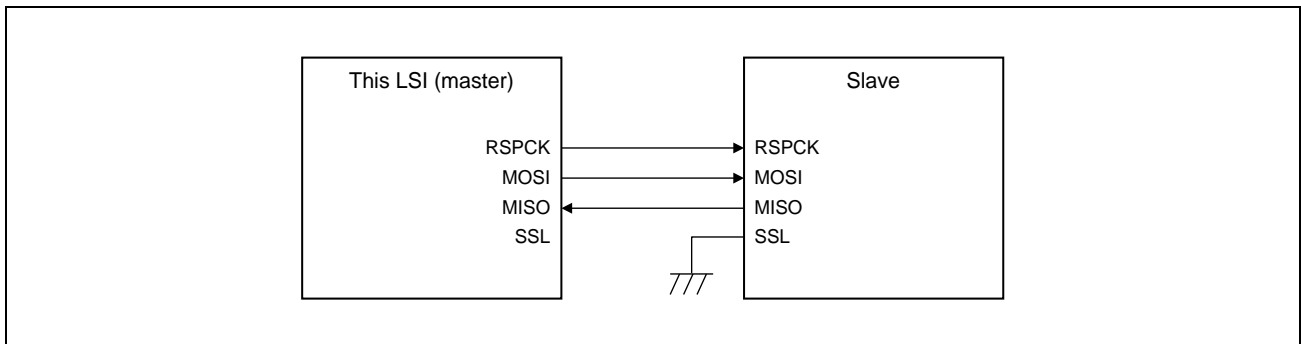 This LSI (master)
Slave
RSPCK
RSPCK
MOSI
MOSI
MISO
MISO
SSL
SSL